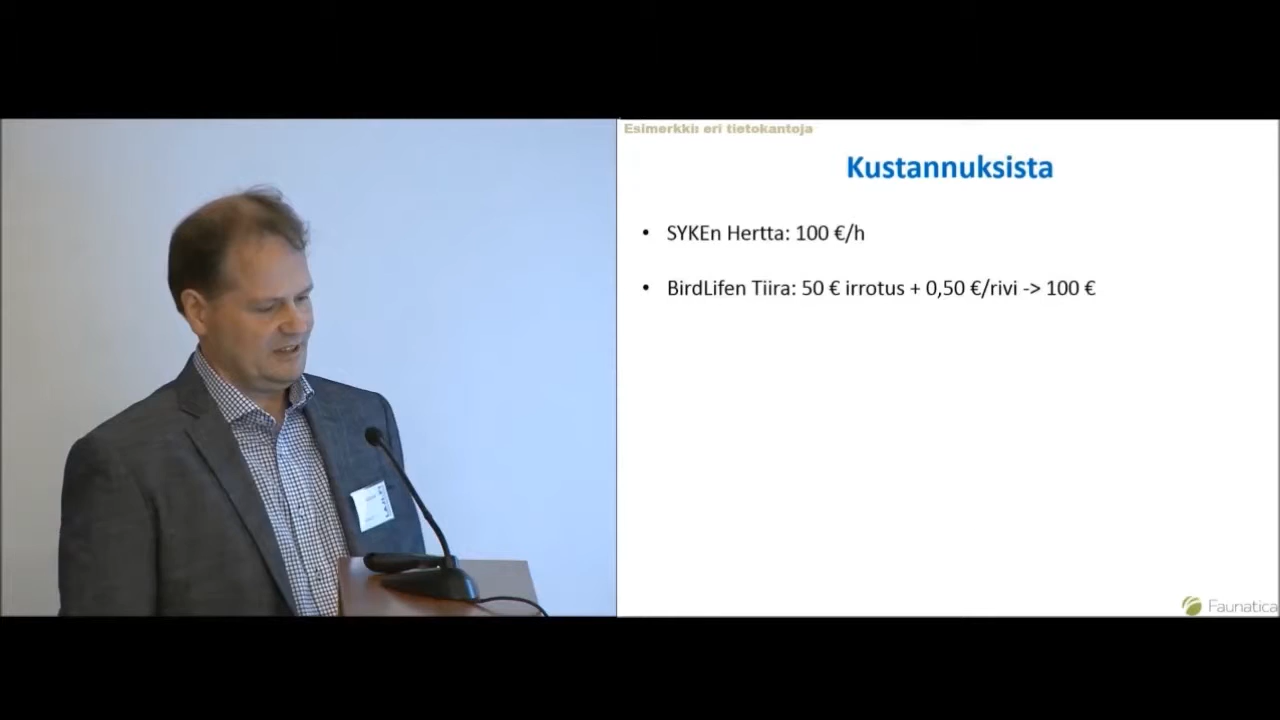 Esimerkki: eri tietokantoja
Kustannuksista
• SYKEn Hertta: 100 €/h
• BirdLifen Tiira: 50 € irrotus + 0,50 €/rivi -> 100 €
Faunatica